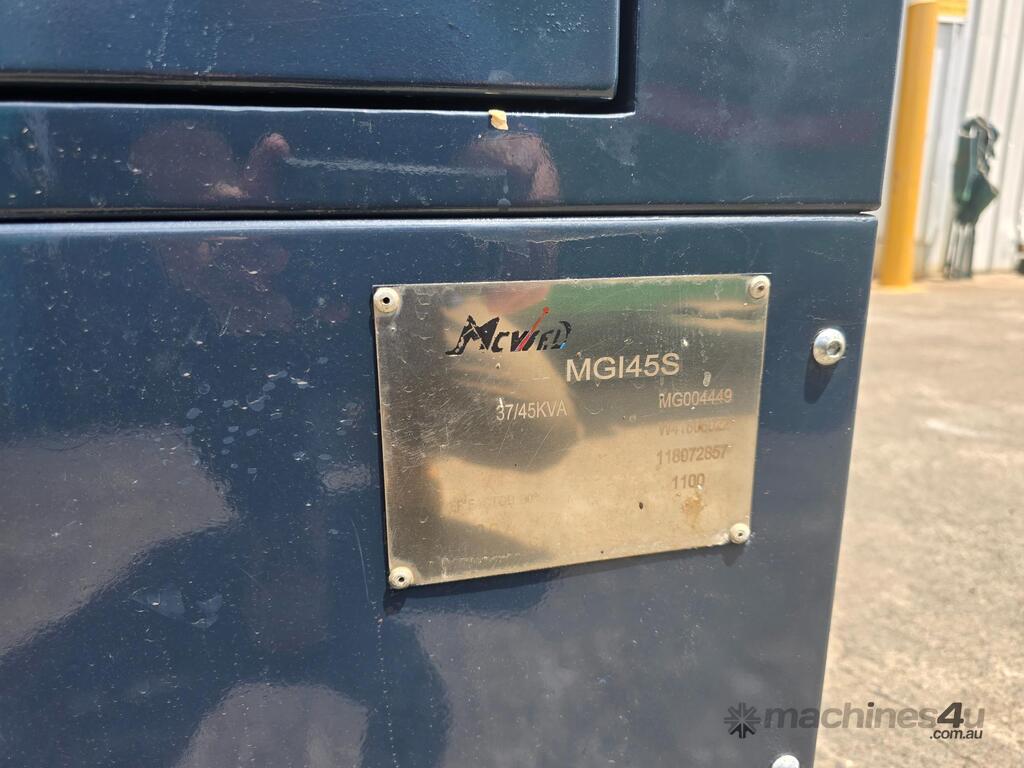 MCWELD
MGI45S
37/45KVA
MG004449
118072857
1100
machines4u
.com.au